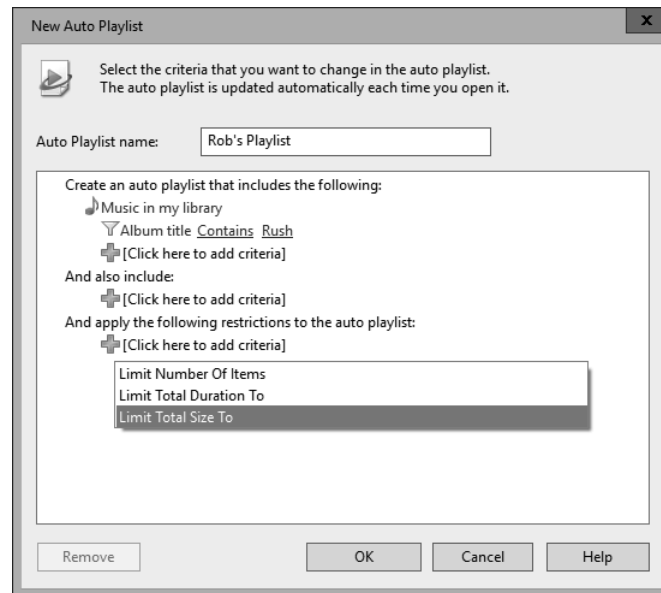 New Auto Playlist
x
Select the criteria that you want to change in the auto playlist.
The auto playlist is updated automatically each time you open it.
Auto Playlist name: Rob's Playlist
Create an auto playlist that includes the following:
Music in my library
Album title Contains Rush
[Click here to add criteria]
And also include:
[Click here to add criteria]
And apply the following restrictions to the auto playlist:
[Click here to add criteria]
Limit Number Of Items
Limit Total Duration To
Limit Total Size To
Remove OK Cancel Help